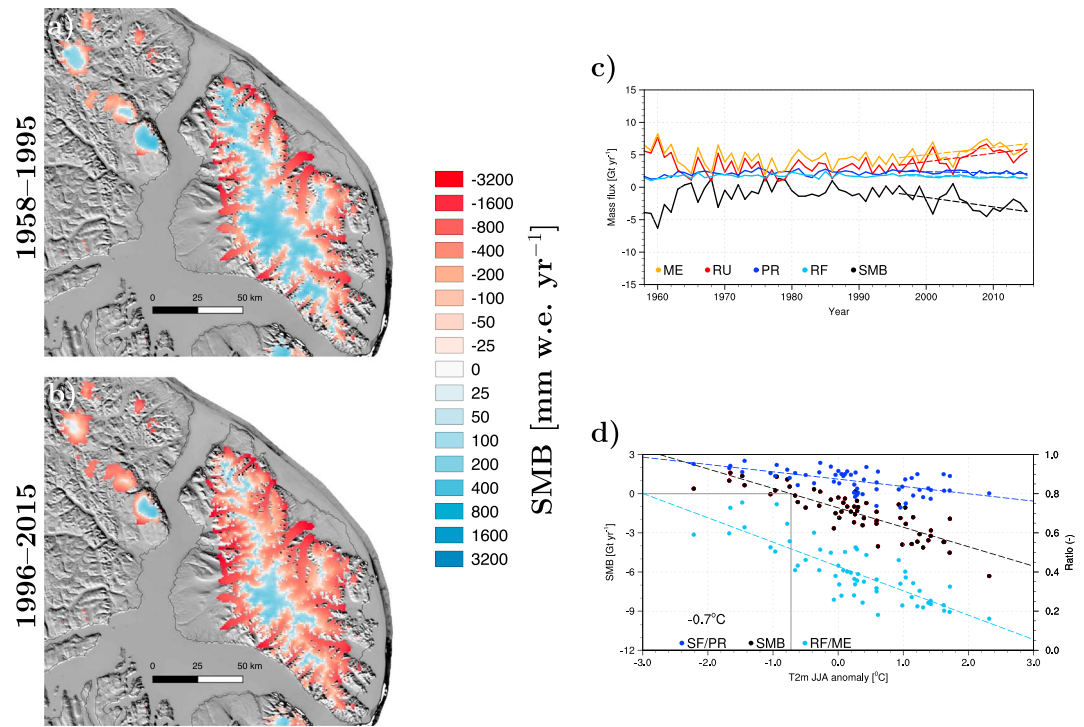 a)
1958–1995
0 25 50 km
b)
1996–2015
0 25 50 km
-3200
-1600
-800
-400
-200
-100
-50
-25
0
25
50
100
200
400
800
1600
3200
SMB [mm w.e. yr⁻¹]
c)
15
10
5
0
-5
-10
-15
Mass flux [Gt yr⁻¹]
ME RU PR RF SMB
1960 1970 1980 1990 2000 2010
Year
d)
3
0
-3
-6
-9
-12
SMB [Gt yr⁻¹]
1.0
0.8
0.6
0.4
0.2
0.0
Ratio (-)
-0.7°C
SF/PR SMB RF/ME
-3.0 -2.0 -1.0 0.0 1.0 2.0 3.0
T2m JJA anomaly [°C]